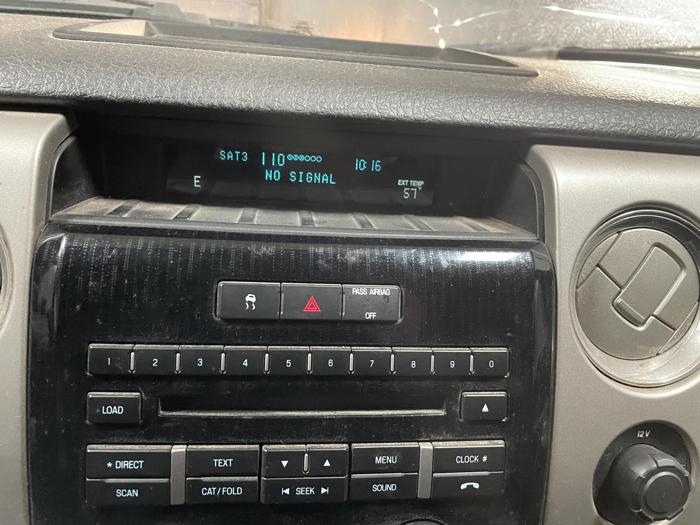 SAT3 110 10:16
NO SIGNAL
E EXT TEMP
57°
PASS AIRBAG
OFF
1 2 3 4 5 6 7 8 9 0
LOAD
* DIRECT TEXT MENU CLOCK #
SCAN CAT/FOLD SEEK SOUND
12V